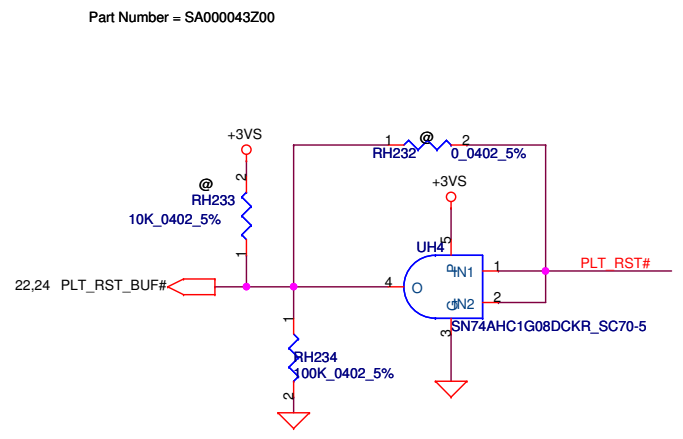 Part Number = SA000043Z00
+3VS
@
RH233
10K_0402_5%
2
1
1
@
2
RH232
0_0402_5%
+3VS
UH4
5
P
IN1
1
PLT_RST#
22,24
PLT_RST_BUF#
4
O
G
IN2
2
SN74AHC1G08DCKR_SC70-5
3
1
RH234
100K_0402_5%
2